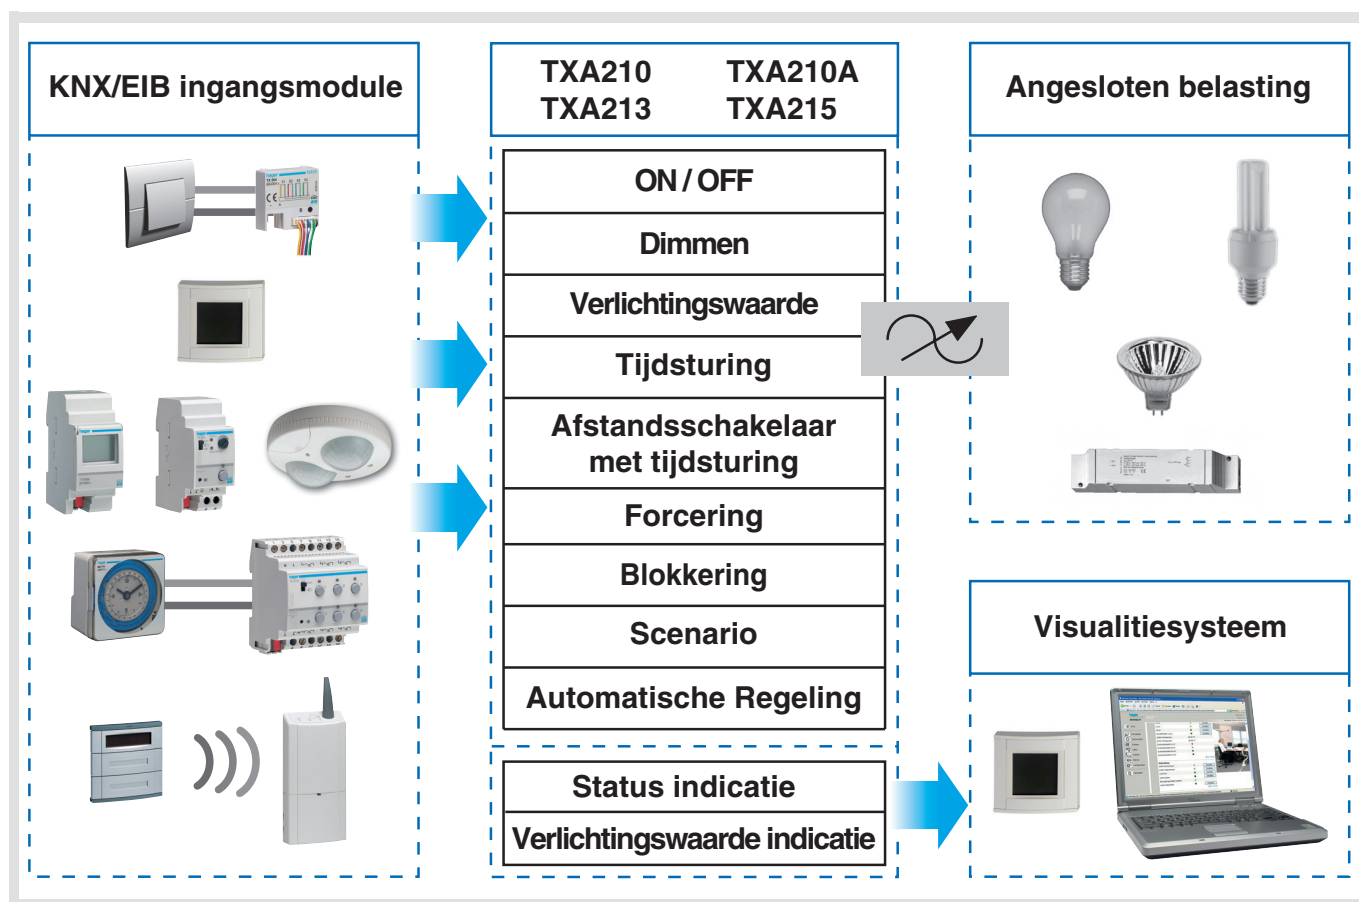 KNX/EIB ingangsmodule
TXA210 TXA210A
TXA213 TXA215
ON / OFF
Dimmen
Verlichtingswaarde
Tijdsturing
Afstandsschakelaar
met tijdsturing
Forcering
Blokkering
Scenario
Automatische Regeling
Status indicatie
Verlichtingswaarde indicatie
Angesloten belasting
Visualitiesysteem